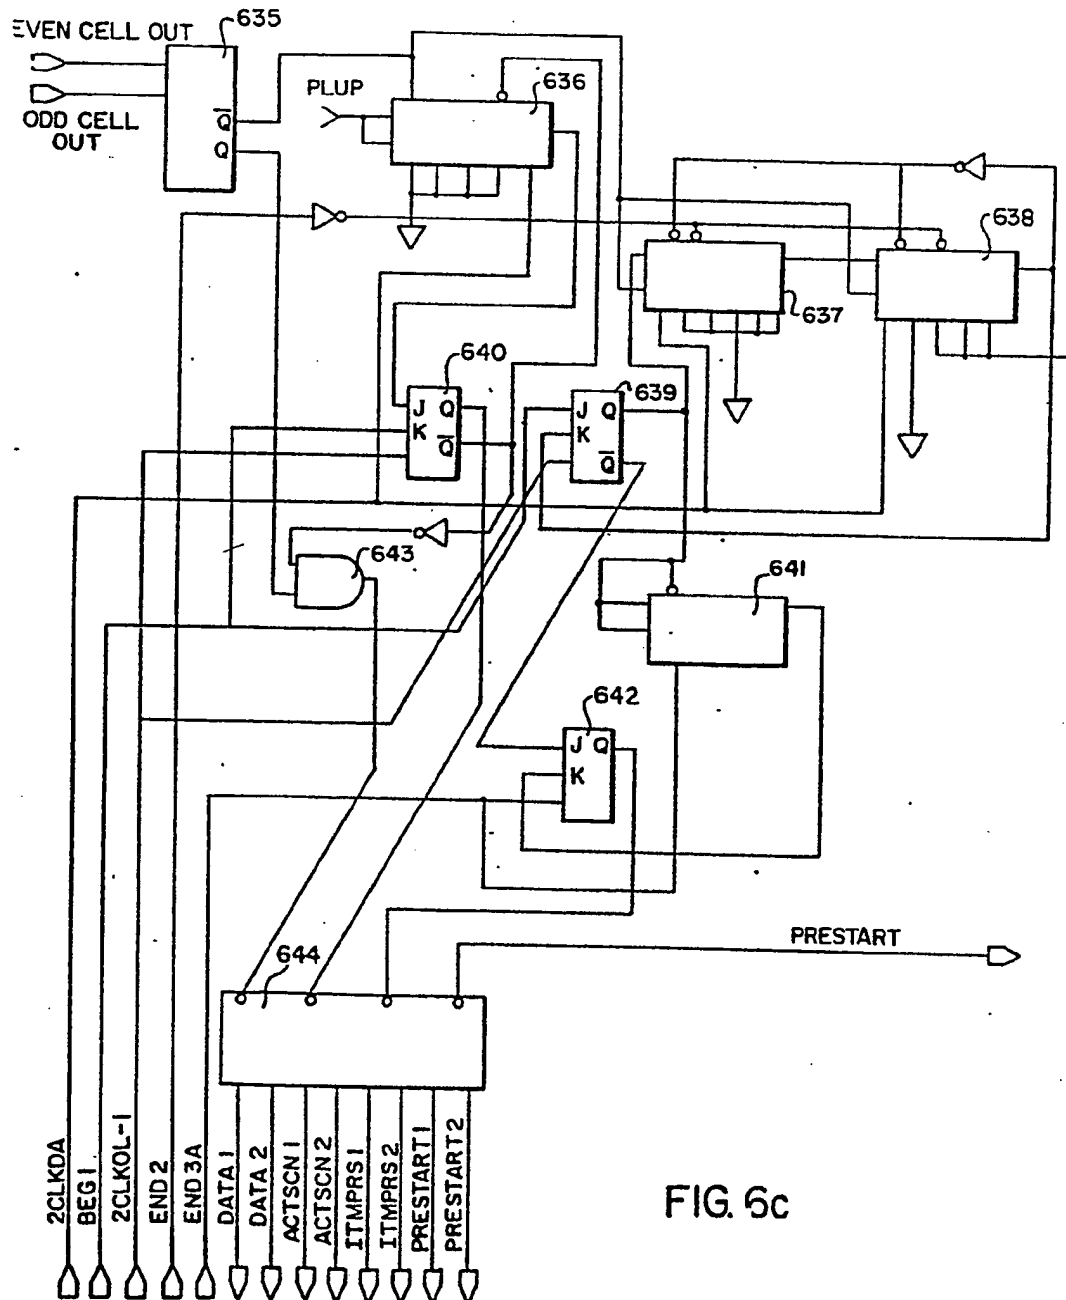 EVEN CELL OUT
635
ODD CELL
OUT
Q
Q
PLUP
636
638
637
640
J Q
K
Q
639
J Q
K
Q
643
641
642
J Q
K
PRESTART
644
2CLKDA
BEG 1
2CLKOL-1
END 2
END 3A
DATA 1
DATA 2
ACTSCN 1
ACTSCN 2
ITMPRS 1
ITMPRS 2
PRESTART 1
PRESTART 2
FIG. 6c